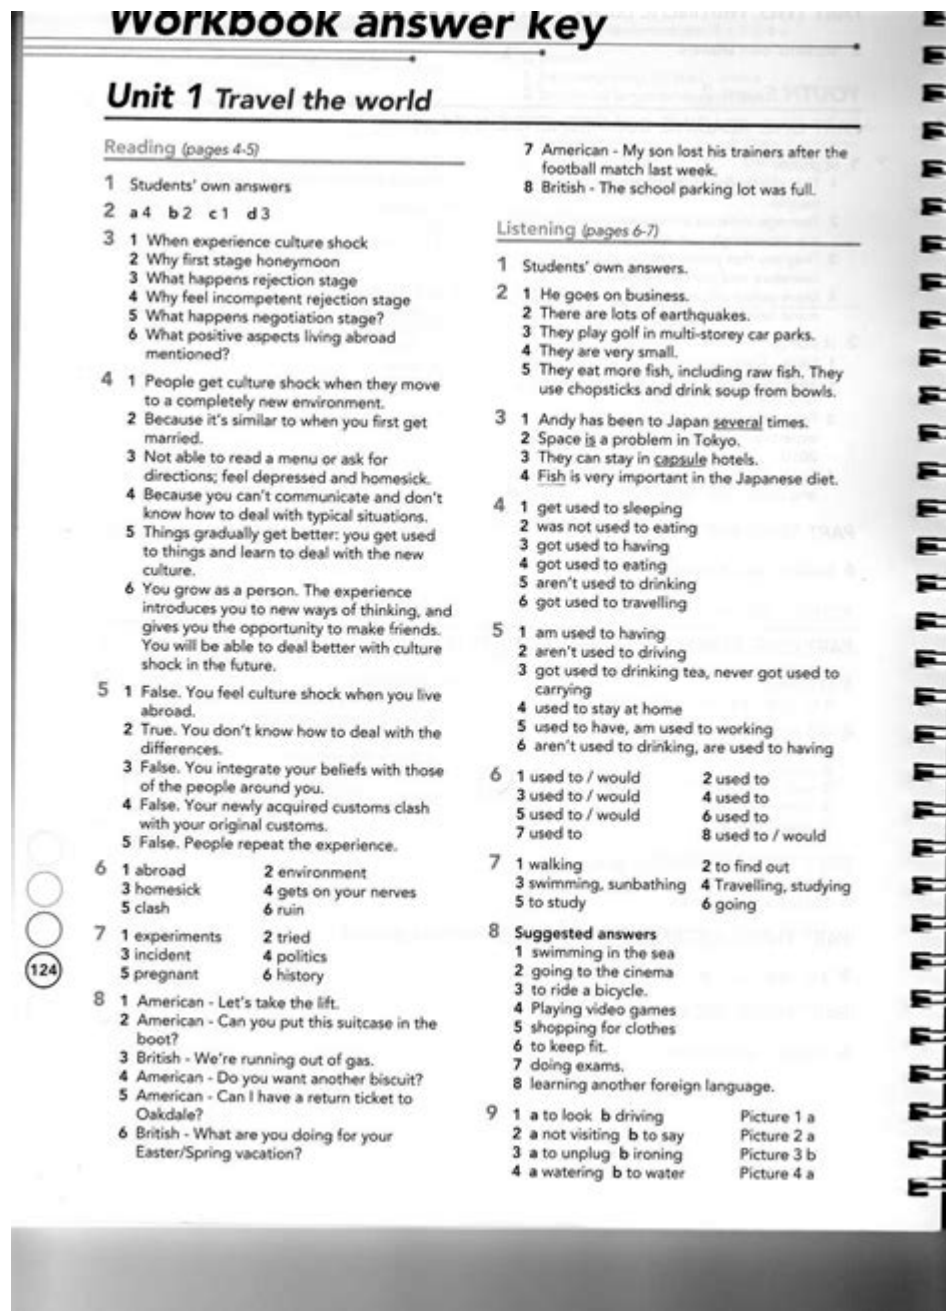 Workbook answer key
Unit 1 Travel the world
Reading (pages 4-5)
1 Students' own answers
2 a 4 b 2 c 1 d 3
3 1 When experience culture shock
2 Why first stage honeymoon
3 What happens rejection stage
4 Why feel incompetent rejection stage
5 What happens negotiation stage?
6 What positive aspects living abroad
mentioned?
4 1 People get culture shock when they move
to a completely new environment.
2 Because it's similar to when you first get
married.
3 Not able to read a menu or ask for
directions; feel depressed and homesick.
4 Because you can't communicate and don't
know how to deal with typical situations.
5 Things gradually get better: you get used
to things and learn to deal with the new
culture.
6 You grow as a person. The experience
introduces you to new ways of thinking, and
gives you the opportunity to make friends.
You will be able to deal better with culture
shock in the future.
5 1 False. You feel culture shock when you live
abroad.
2 True. You don't know how to deal with the
differences.
3 False. You integrate your beliefs with those
of the people around you.
4 False. Your newly acquired customs clash
with your original customs.
5 False. People repeat the experience.
6 1 abroad 2 environment
3 homesick 4 gets on your nerves
5 clash 6 ruin
7 1 experiments 2 tried
3 incident 4 politics
5 pregnant 6 history
8 1 American - Let's take the lift.
2 American - Can you put this suitcase in the
boot?
3 British - We're running out of gas.
4 American - Do you want another biscuit?
5 American - Can I have a return ticket to
Oakdale?
6 British - What are you doing for your
Easter/Spring vacation?
124
7 American - My son lost his trainers after the
football match last week.
8 British - The school parking lot was full.
Listening (pages 6-7)
1 Students' own answers.
2 1 He goes on business.
2 There are lots of earthquakes.
3 They play golf in multi-storey car parks.
4 They are very small.
5 They eat more fish, including raw fish. They
use chopsticks and drink soup from bowls.
3 1 Andy has been to Japan several times.
2 Space is a problem in Tokyo.
3 They can stay in capsule hotels.
4 Fish is very important in the Japanese diet.
4 1 get used to sleeping
2 was not used to eating
3 got used to having
4 got used to eating
5 aren't used to drinking
6 got used to travelling
5 1 am used to having
2 aren't used to driving
3 got used to drinking tea, never got used to
carrying
4 used to stay at home
5 used to have, am used to working
6 aren't used to drinking, are used to having
6 1 used to / would 2 used to
3 used to / would 4 used to
5 used to / would 6 used to
7 used to 8 used to / would
7 1 walking 2 to find out
3 swimming, sunbathing 4 Travelling, studying
5 to study 6 going
8 Suggested answers
1 swimming in the sea
2 going to the cinema
3 to ride a bicycle.
4 Playing video games
5 shopping for clothes
6 to keep fit.
7 doing exams.
8 learning another foreign language.
9 1 a to look b driving Picture 1 a
2 a not visiting b to say Picture 2 a
3 a to unplug b ironing Picture 3 b
4 a watering b to water Picture 4 a